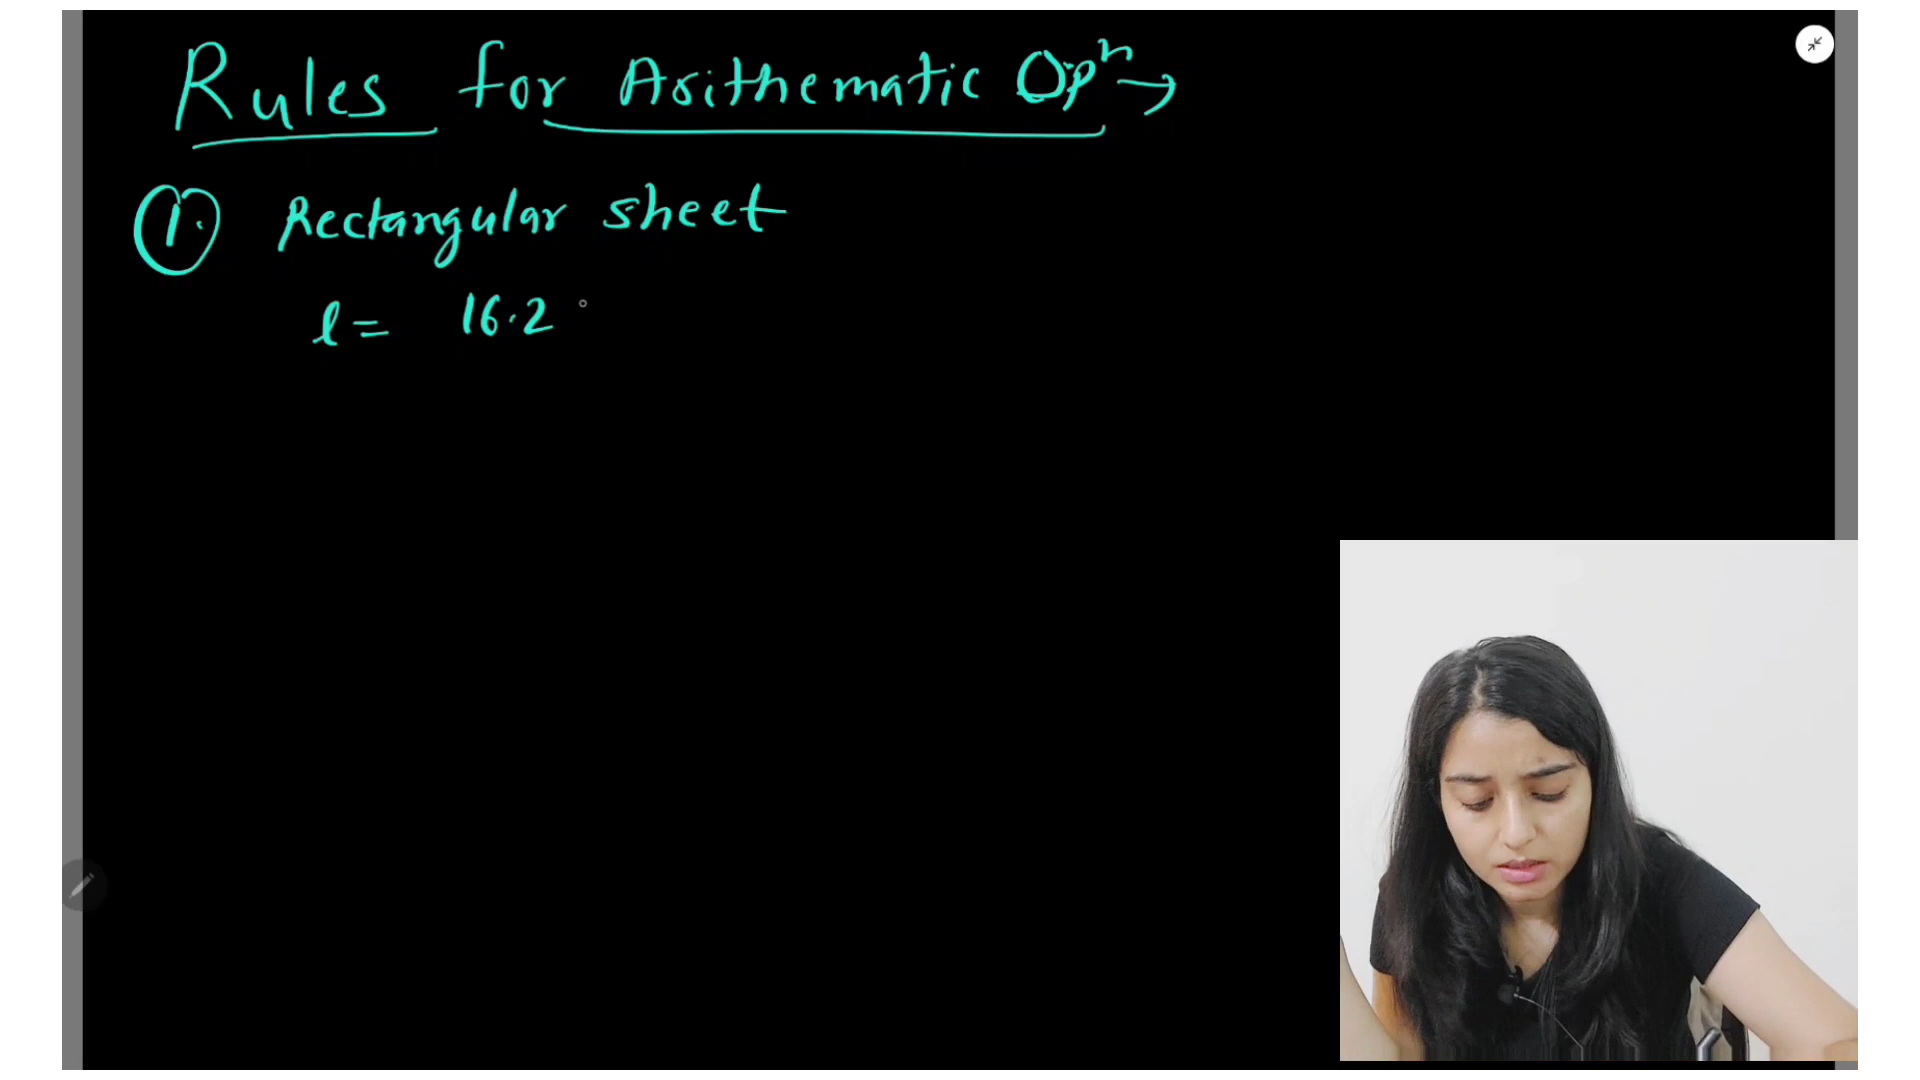 Rules for Arithematic Opⁿ →
1. Rectangular sheet
l = 16.2